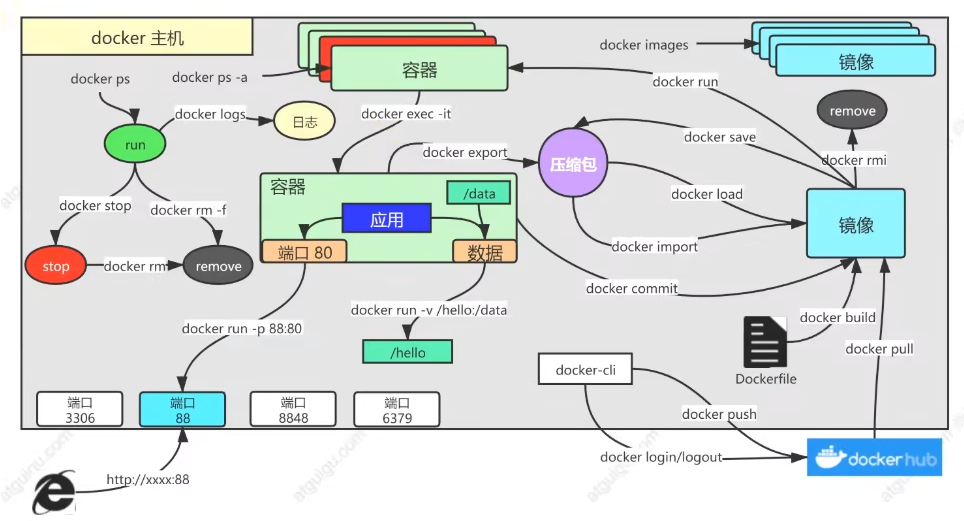 docker 主机
docker images
镜像
docker ps
docker ps -a
容器
docker run
docker exec -it
docker logs
日志
run
remove
docker save
docker rmi
docker export
压缩包
docker load
docker import
镜像
容器
/data
应用
端口 80
数据
docker stop
docker rm -f
stop
docker rm
remove
docker commit
docker run -v /hello:/data
docker run -p 88:80
/hello
docker build
Dockerfile
docker pull
docker-cli
docker push
docker login/logout
端口
3306
端口
88
端口
8848
端口
6379
http://xxxx:88
dockerhub
atguigu.com
atguigu.com
atguigu.com